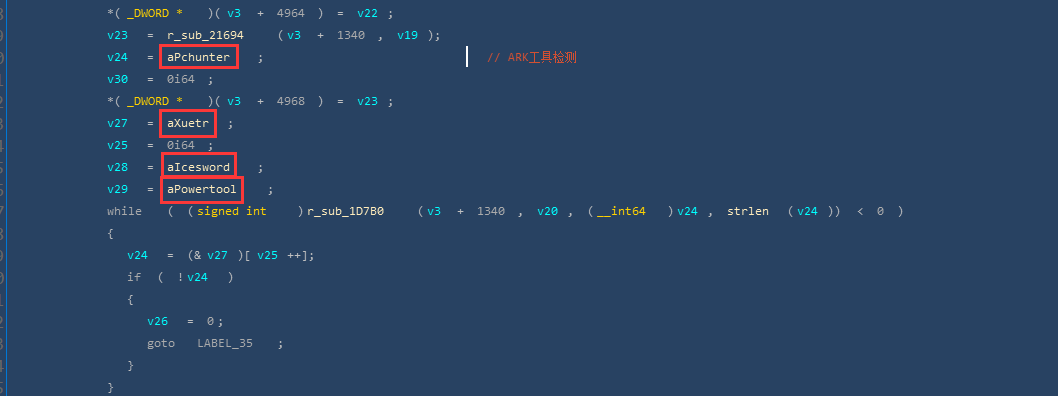 *( _DWORD * )( v3 + 4964 ) = v22 ;
v23 = r_sub_21694 ( v3 + 1340 , v19 );
v24 = aPchunter ; // ARK工具检测
v30 = 0i64 ;
*( _DWORD * )( v3 + 4968 ) = v23 ;
v27 = aXuetr ;
v25 = 0i64 ;
v28 = aIcesword ;
v29 = aPowertool ;
while ( ( signed int )r_sub_1D7B0 ( v3 + 1340 , v20 , ( __int64 )v24 , strlen ( v24 )) < 0 )
{
v24 = (& v27 )[ v25 ++];
if ( ! v24 )
{
v26 = 0 ;
goto LABEL_35 ;
}
}